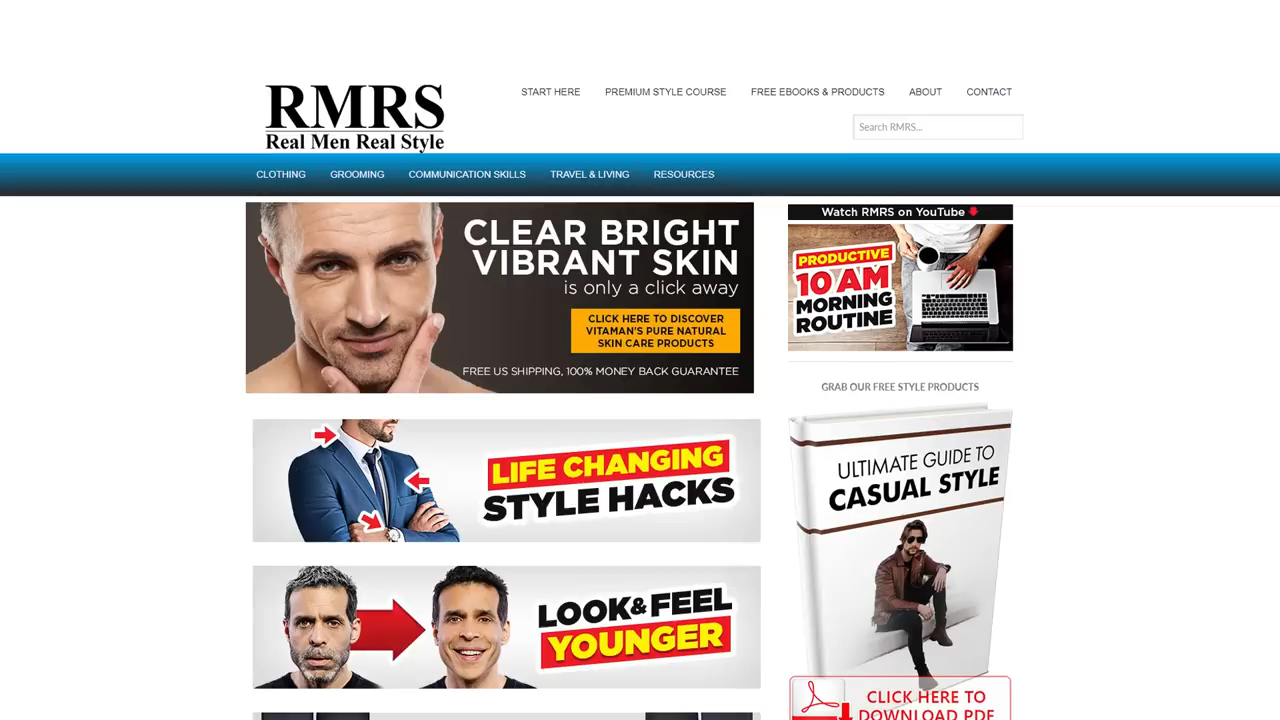 RMRS
Real Men Real Style
START HERE
PREMIUM STYLE COURSE
FREE EBOOKS & PRODUCTS
ABOUT
CONTACT
Search RMRS...
CLOTHING
GROOMING
COMMUNICATION SKILLS
TRAVEL & LIVING
RESOURCES
CLEAR BRIGHT
VIBRANT SKIN
is only a click away
CLICK HERE TO DISCOVER
VITAMAN'S PURE NATURAL
SKIN CARE PRODUCTS
FREE US SHIPPING, 100% MONEY BACK GUARANTEE
LIFE CHANGING
STYLE HACKS
LOOK & FEEL
YOUNGER
Watch RMRS on YouTube
PRODUCTIVE
10 AM
MORNING
ROUTINE
GRAB OUR FREE STYLE PRODUCTS
ULTIMATE GUIDE TO
CASUAL STYLE
CLICK HERE TO
DOWNLOAD PDF